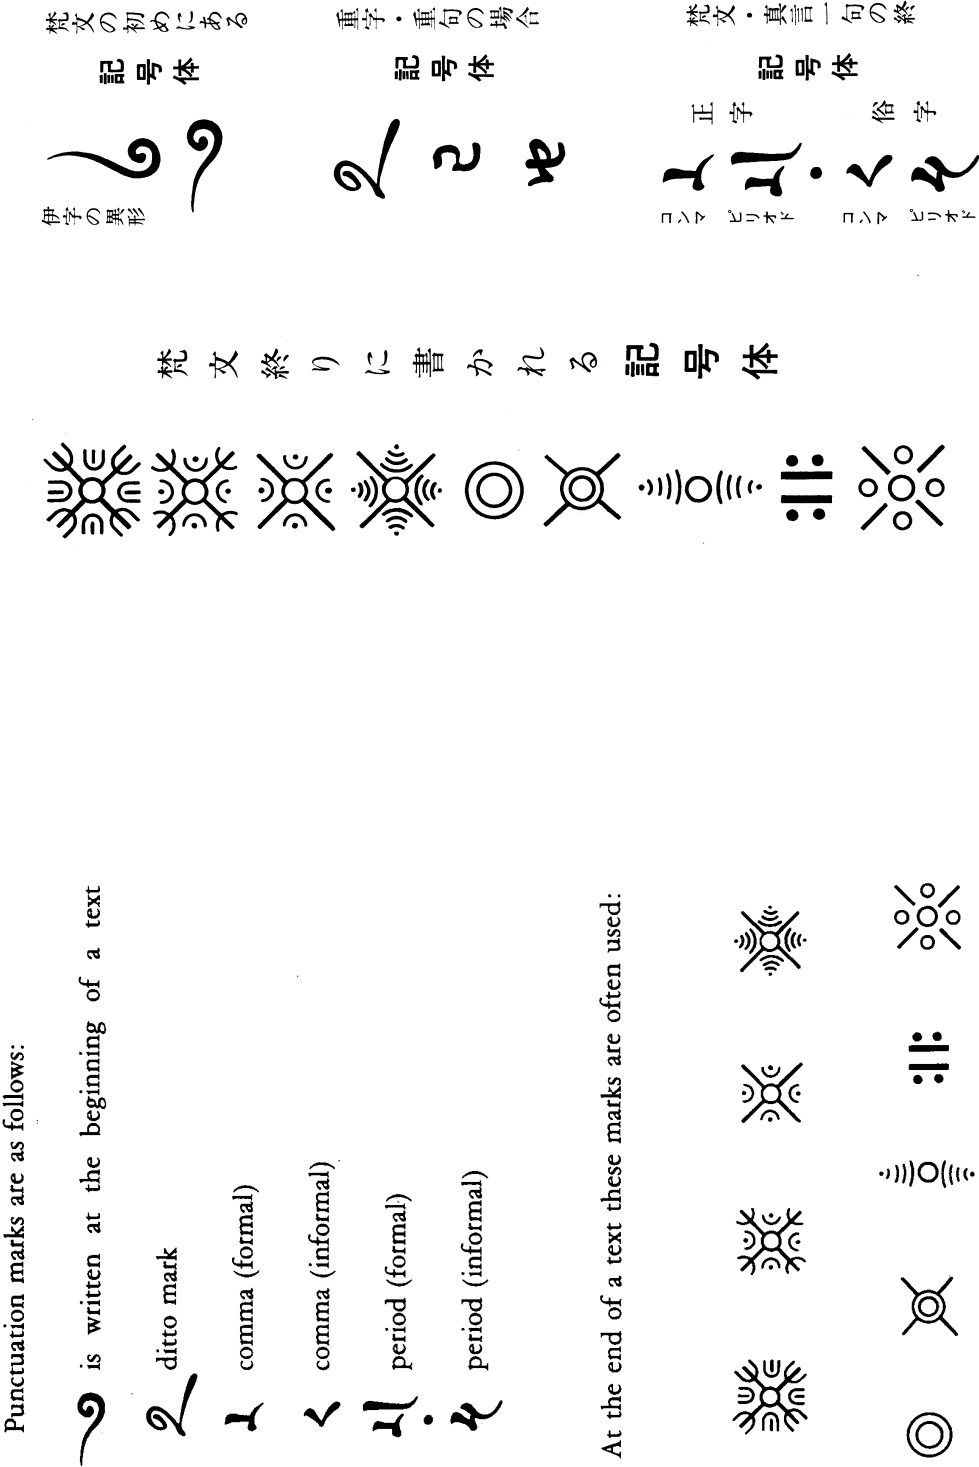 梵文の初めにある
記号体
伊字の異形
重字・重句の場合
記号体
梵文・真言一句の終
記号体
正字
俗字
コンマ ピリオド コンマ ピリオド
梵文終りに書かれる記号体
Punctuation marks are as follows:
is written at the beginning of a text
ditto mark
comma (formal)
comma (informal)
period (formal)
period (informal)
At the end of a text these marks are often used: